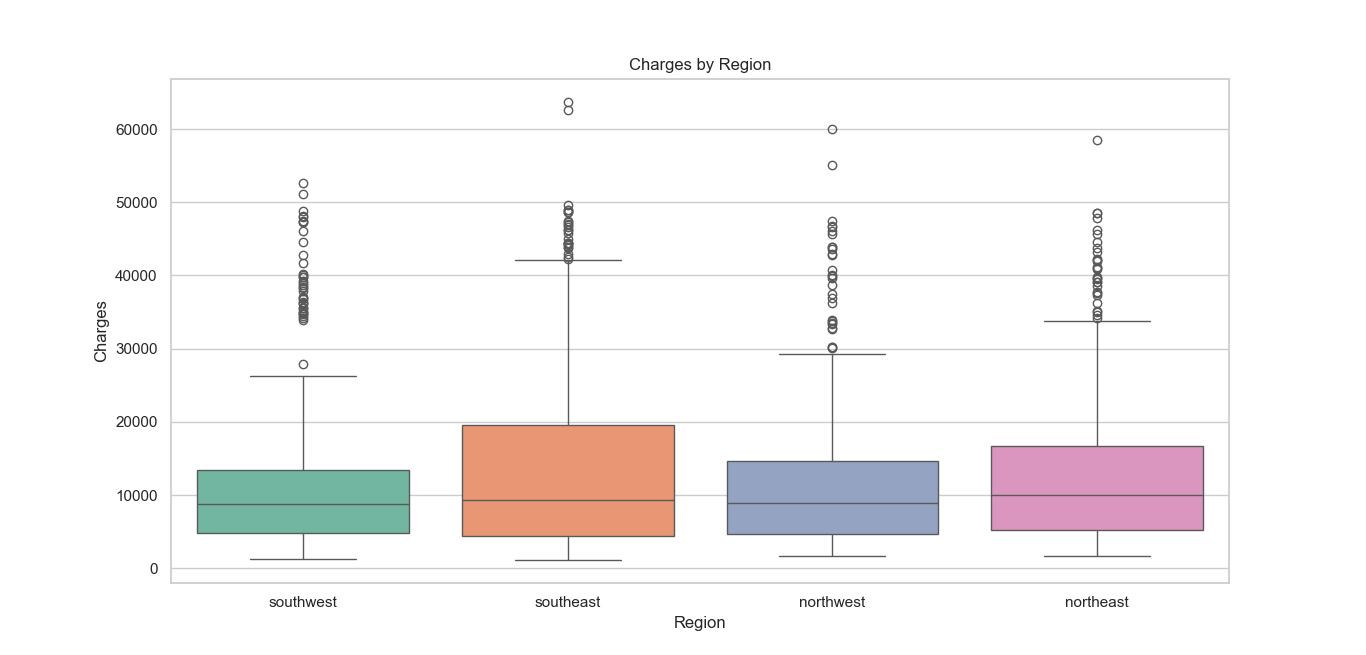 Charges by Region
60000
50000
40000
30000
20000
10000
0
Charges
southwest southeast northwest northeast
Region